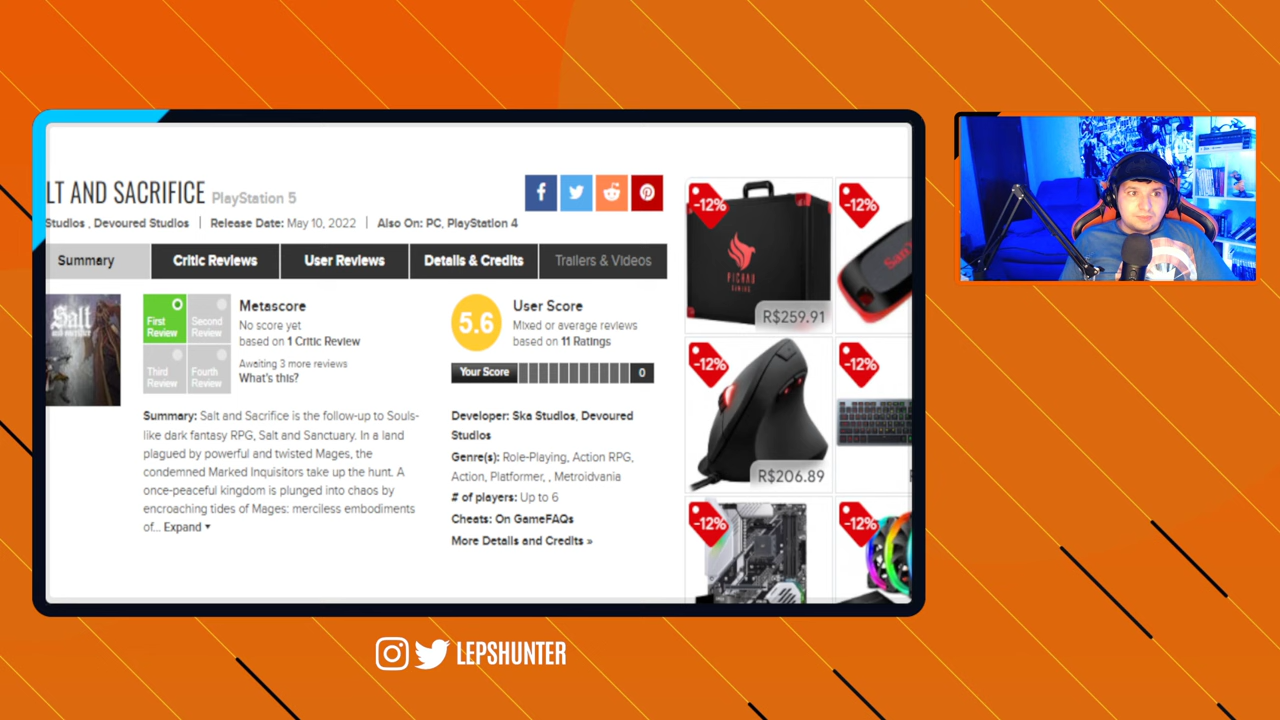 LT AND SACRIFICE PlayStation 5
Studios , Devoured Studios | Release Date: May 10, 2022 | Also On: PC, PlayStation 4
Summary Critic Reviews User Reviews Details & Credits Trailers & Videos
Salt
and sacrifice
First Review
Second Review
Third Review
Fourth Review
Metascore
No score yet
based on 1 Critic Review
Awaiting 3 more reviews
What's this?
5.6
User Score
Mixed or average reviews
based on 11 Ratings
Your Score 0
Summary: Salt and Sacrifice is the follow-up to Souls-
like dark fantasy RPG, Salt and Sanctuary. In a land
plagued by powerful and twisted Mages, the
condemned Marked Inquisitors take up the hunt. A
once-peaceful kingdom is plunged into chaos by
encroaching tides of Mages: merciless embodiments
of... Expand
Developer: Ska Studios, Devoured
Studios
Genre(s): Role-Playing, Action RPG,
Action, Platformer, , Metroidvania
# of players: Up to 6
Cheats: On GameFAQs
More Details and Credits »
-12%
PICHAU
GAMING
R$259.91
-12%
-12%
R$206.89
-12%
-12%
-12%
LEPSHUNTER